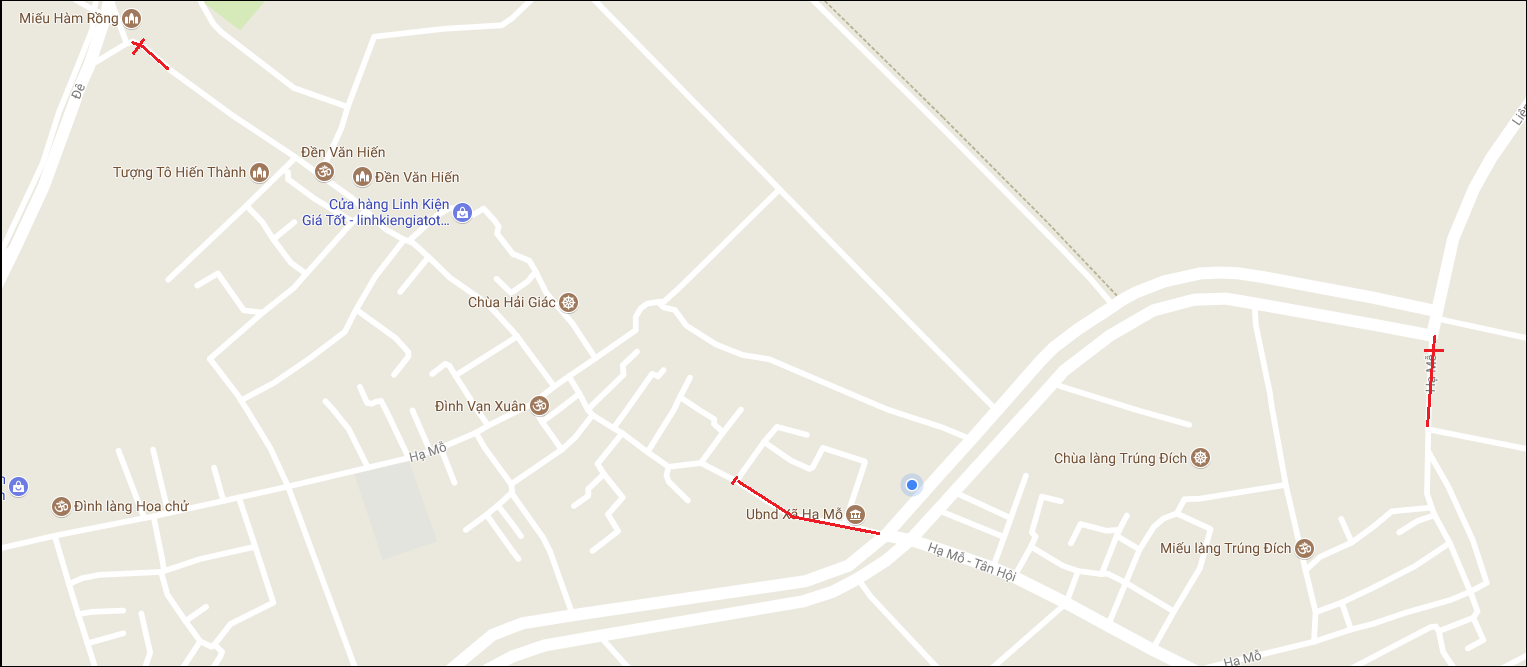 Miếu Hàm Rồng
Đê
Liê
Đền Văn Hiến
Tượng Tô Hiến Thành
Đền Văn Hiến
Cửa hàng Linh Kiện
Giá Tốt - linhkiengiatot...
Chùa Hải Giác
Hạ Mỗ
Đình Vạn Xuân
Hạ Mỗ
Chùa làng Trúng Đích
n
n
Đình làng Hoa chử
Ubnd Xã Hạ Mỗ
Hạ Mỗ - Tân Hội
Miếu làng Trúng Đích
Hạ Mỗ